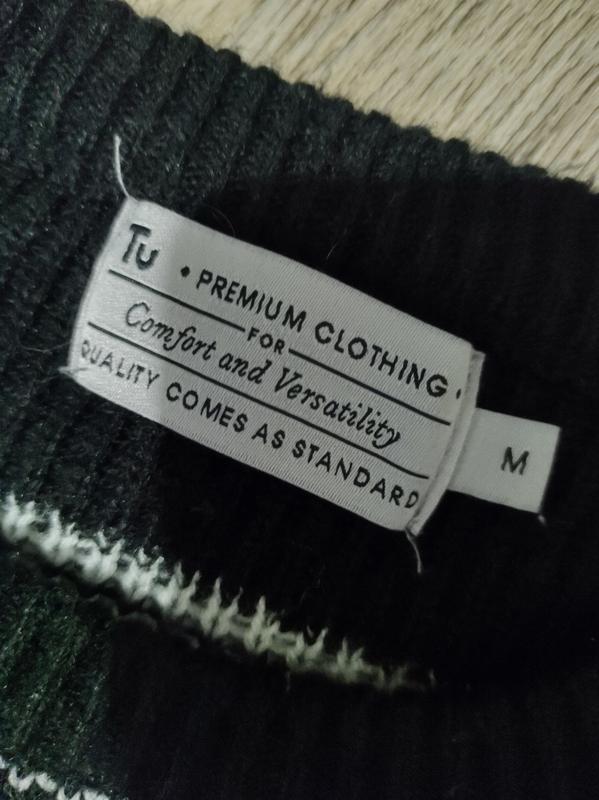 Tu • PREMIUM CLOTHING •
FOR
Comfort and Versatility
QUALITY COMES AS STANDARD
M